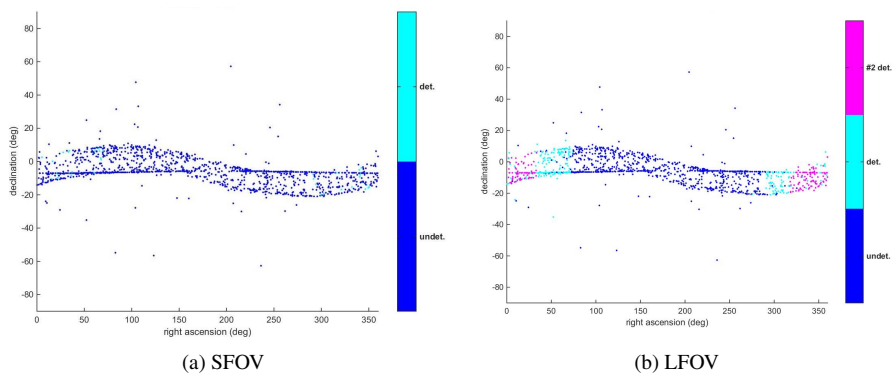 80
60
40
20
0
-20
-40
-60
-80
declination (deg)
0 50 100 150 200 250 300 350
right ascension (deg)
det.
undet.
(a) SFOV
80
60
40
20
0
-20
-40
-60
-80
declination (deg)
0 50 100 150 200 250 300 350
right ascension (deg)
#2 det.
det.
undet.
(b) LFOV